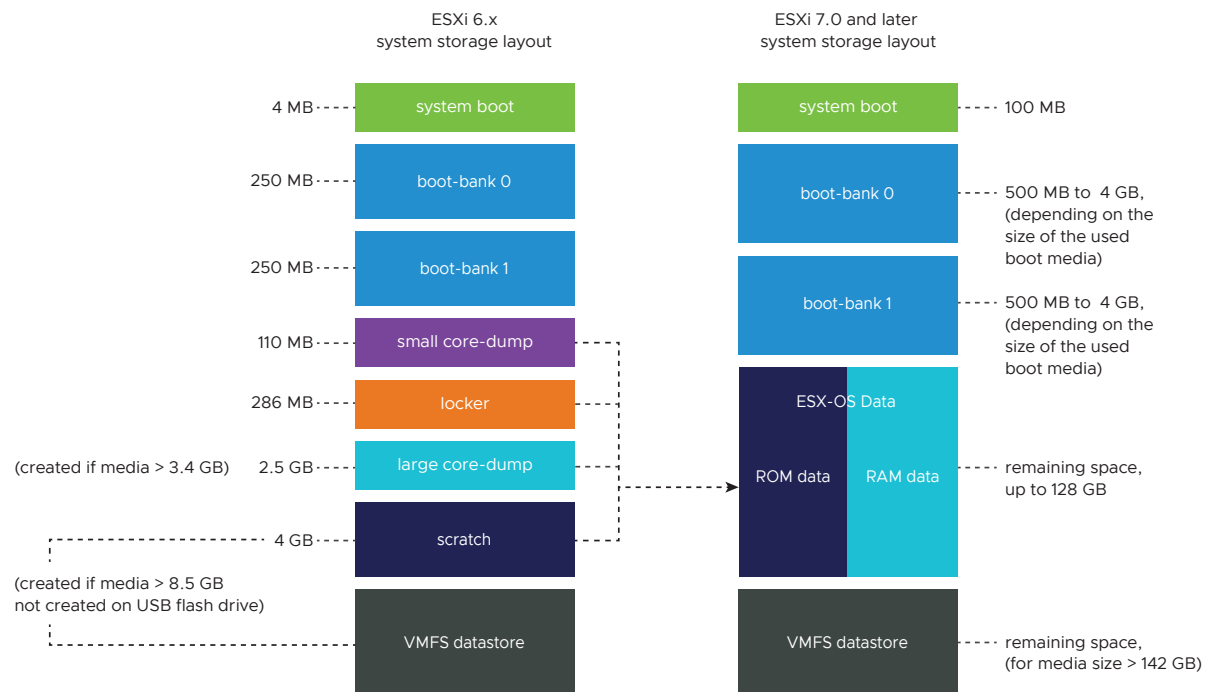 ESXi 6.x
system storage layout
4 MB
system boot
250 MB
boot-bank 0
250 MB
boot-bank 1
110 MB
small core-dump
286 MB
locker
(created if media > 3.4 GB)
2.5 GB
large core-dump
4 GB
scratch
(created if media > 8.5 GB
not created on USB flash drive)
VMFS datastore
ESXi 7.0 and later
system storage layout
system boot
100 MB
boot-bank 0
500 MB to 4 GB,
(depending on the
size of the used
boot media)
boot-bank 1
500 MB to 4 GB,
(depending on the
size of the used
boot media)
ESX-OS Data
ROM data
RAM data
remaining space,
up to 128 GB
VMFS datastore
remaining space,
(for media size > 142 GB)